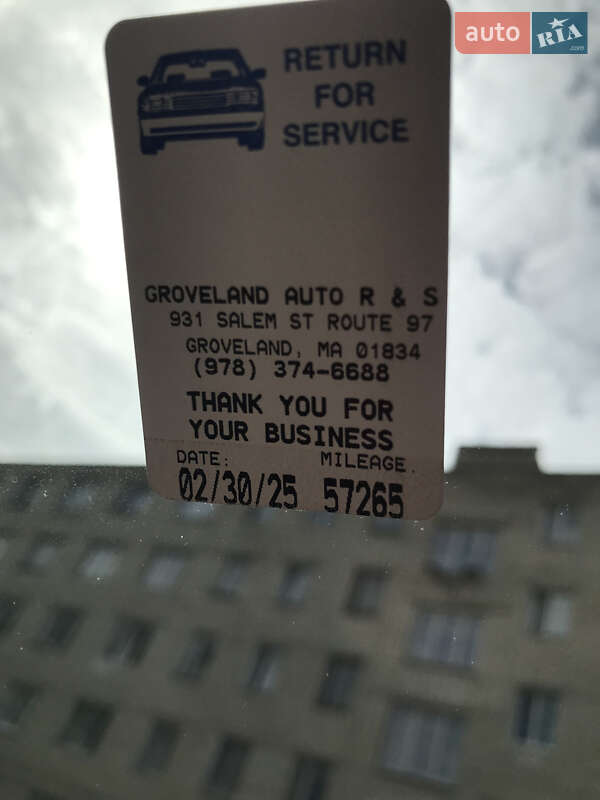 auto RIA .com
RETURN
FOR
SERVICE
GROVELAND AUTO R & S
931 SALEM ST ROUTE 97
GROVELAND, MA 01834
(978) 374-6688
THANK YOU FOR
YOUR BUSINESS
DATE: MILEAGE.
02/30/25 57265